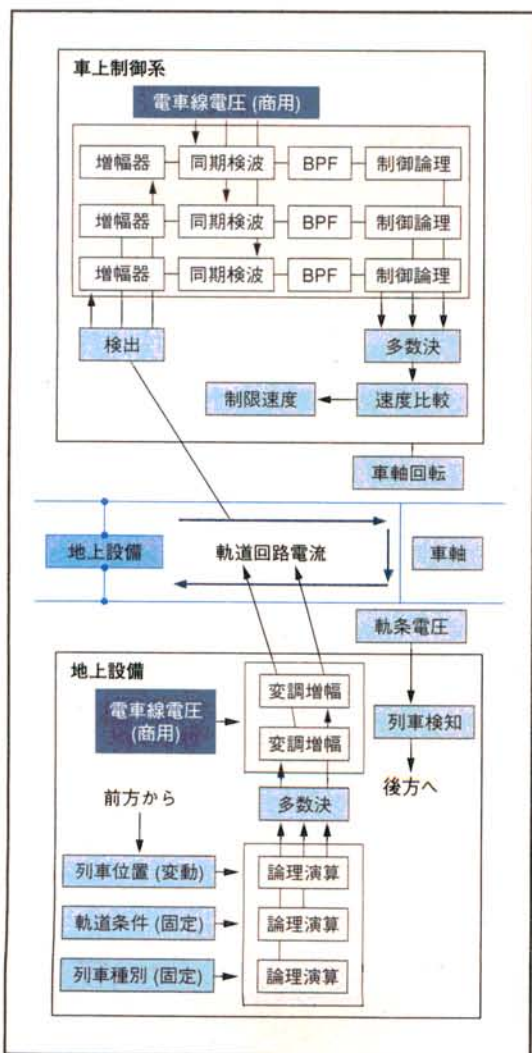 車上制御系
電車線電圧 (商用)
増幅器 同期検波 BPF 制御論理
増幅器 同期検波 BPF 制御論理
増幅器 同期検波 BPF 制御論理
検出 多数決
制限速度 速度比較
車軸回転
地上設備 軌道回路電流 車軸
軌条電圧
地上設備
変調増幅
電車線電圧
(商用)
変調増幅
列車検知
前方から 多数決 後方へ
列車位置 (変動) 論理演算
軌道条件 (固定) 論理演算
列車種別 (固定) 論理演算